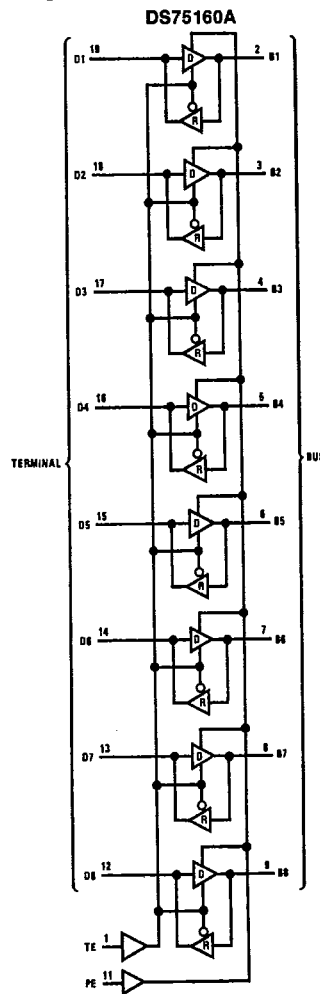 DS75160A
D1 19 D 2 B1
R
D2 18 D 3 B2
R
D3 17 D 4 B3
R
D4 16 D 5 B4
R
TERMINAL BUS
D5 15 D 6 B5
R
D6 14 D 7 B6
R
D7 13 D 8 B7
R
D8 12 D 9 B8
R
TE 1
PE 11